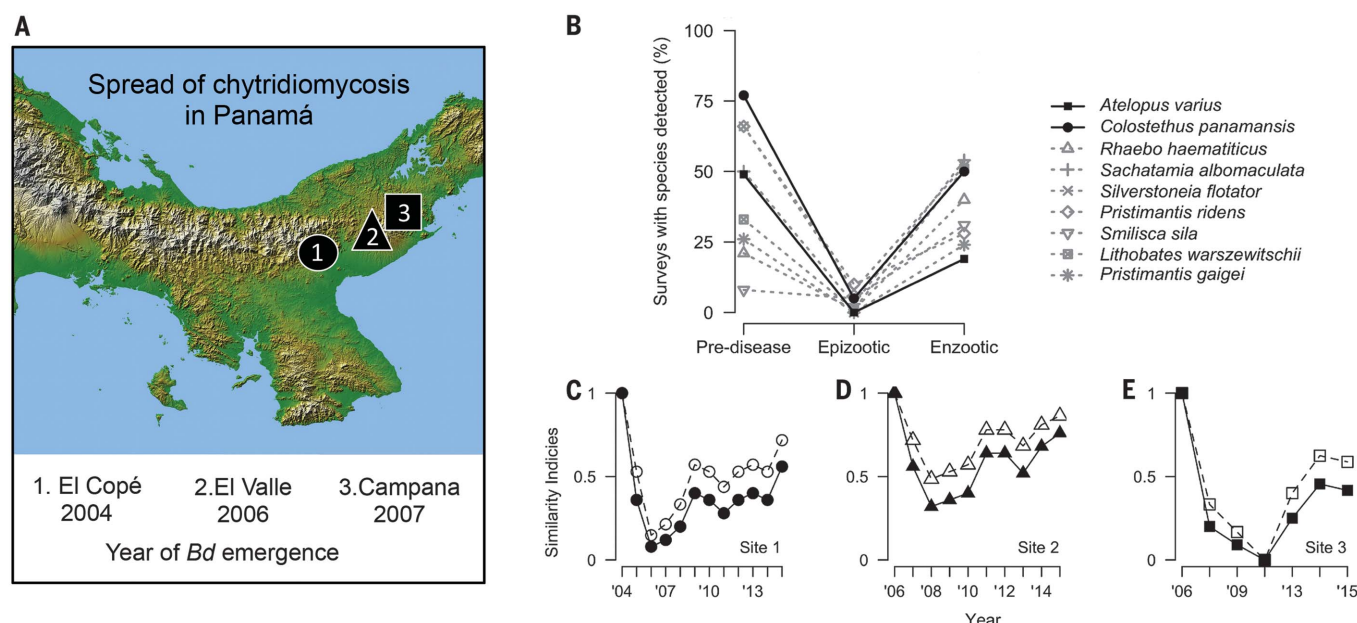 A
Spread of chytridiomycosis
in Panamá
1
2
3
1. El Copé
2004
2.El Valle
2006
3.Campana
2007
Year of Bd emergence
B
Surveys with species detected (%)
100
75
50
25
0
Pre-disease
Epizootic
Enzootic
Atelopus varius
Colostethus panamansis
Rhaebo haematiticus
Sachatamia albomaculata
Silverstoneia flotator
Pristimantis ridens
Smilisca sila
Lithobates warszewitschii
Pristimantis gaigei
C
Similarity Indicies
1
0.5
0
Site 1
'04
'07
'10
'13
D
1
0.5
0
Site 2
'06
'08
'10
'12
'14
Year
E
1
0.5
0
Site 3
'06
'09
'13
'15